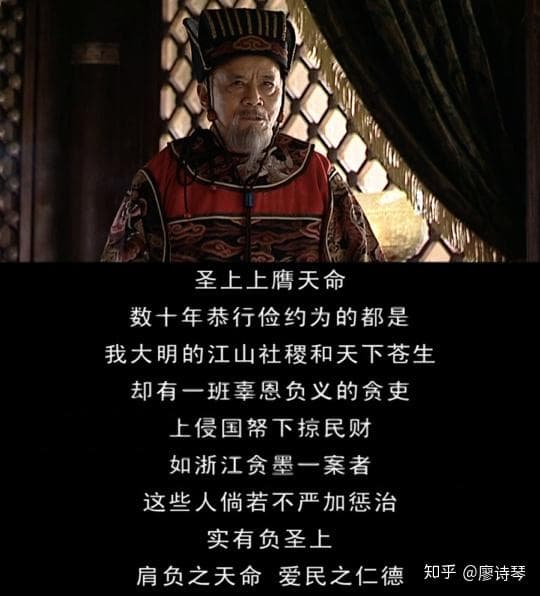 圣上上膺天命
数十年恭行俭约为的都是
我大明的江山社稷和天下苍生
却有一班辜恩负义的贪吏
上侵国帑下掠民财
如浙江贪墨一案者
这些人倘若不严加惩治
实有负圣上
肩负之天命 爱民之仁德
知乎 @廖诗琴